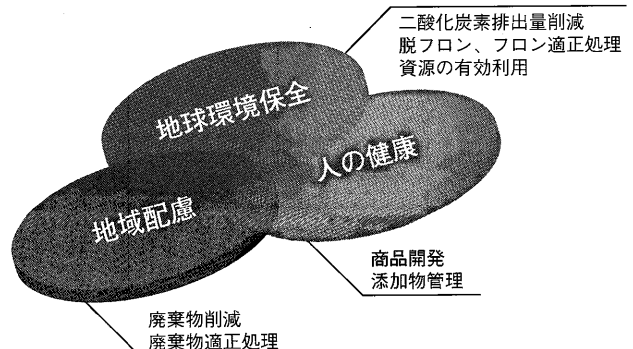 二酸化炭素排出量削減
脱フロン、フロン適正処理
資源の有効利用
地球環境保全
人の健康
地域配慮
商品開発
添加物管理
廃棄物削減
廃棄物適正処理